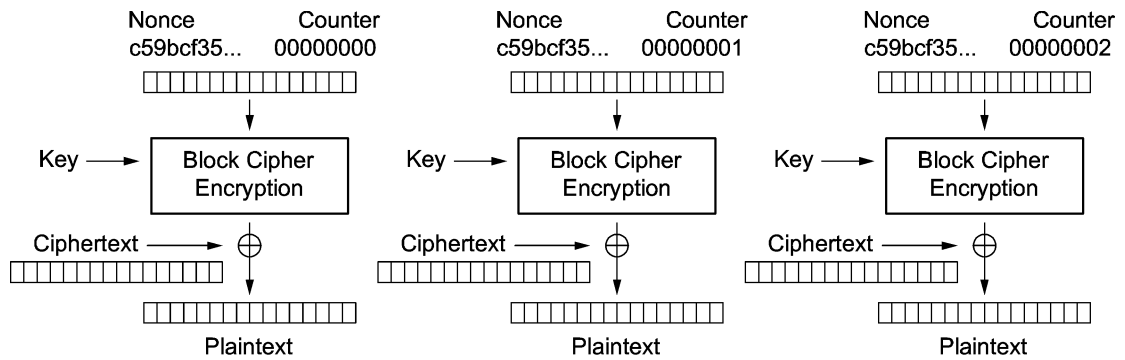 Nonce Counter
c59bcf35... 00000000
Key
Block Cipher
Encryption
Ciphertext
Plaintext
Nonce Counter
c59bcf35... 00000001
Key
Block Cipher
Encryption
Ciphertext
Plaintext
Nonce Counter
c59bcf35... 00000002
Key
Block Cipher
Encryption
Ciphertext
Plaintext